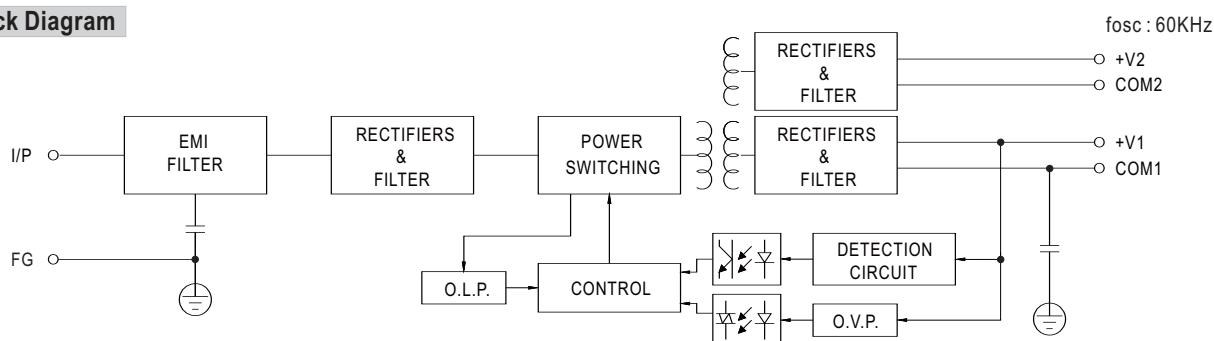 ck Diagram
fosc : 60KHz
RECTIFIERS
&
FILTER
+V2
COM2
I/P
EMI
FILTER
RECTIFIERS
&
FILTER
POWER
SWITCHING
RECTIFIERS
&
FILTER
+V1
COM1
FG
O.L.P.
CONTROL
DETECTION
CIRCUIT
O.V.P.